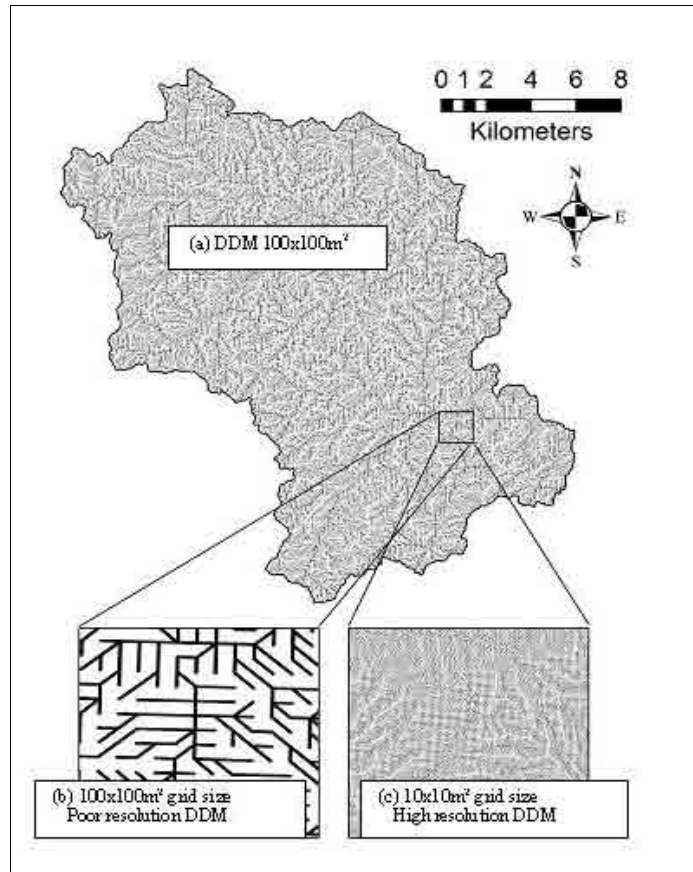 0 1 2 4 6 8
Kilometers
N
W E
S
(a) DDM 100x100m²
(b) 100x100m² grid size
Poor resolution DDM
(c) 10x10m² grid size
High resolution DDM